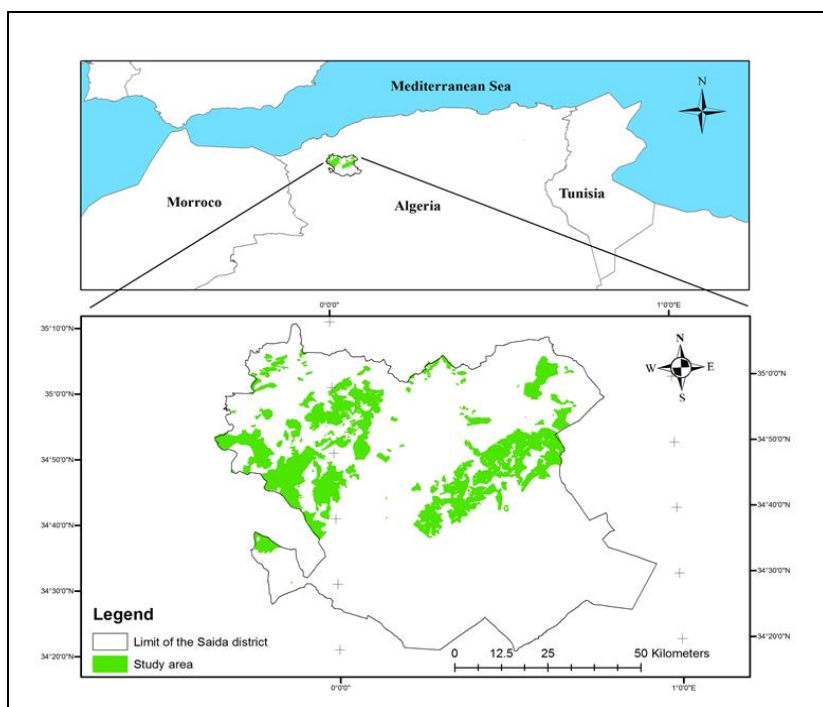 Mediterranean Sea
N
Morroco
Algeria
Tunisia
0°0'0" 1°0'0"E
35°10'0"N
N
W E
S
35°0'0"N 35°0'0"N
34°50'0"N 34°50'0"N
34°40'0"N 34°40'0"N
34°30'0"N 34°30'0"N
34°20'0"N 34°20'0"N
Legend
Limit of the Saida district
Study area
0 12.5 25 50 Kilometers
0°0'0" 1°0'0"E